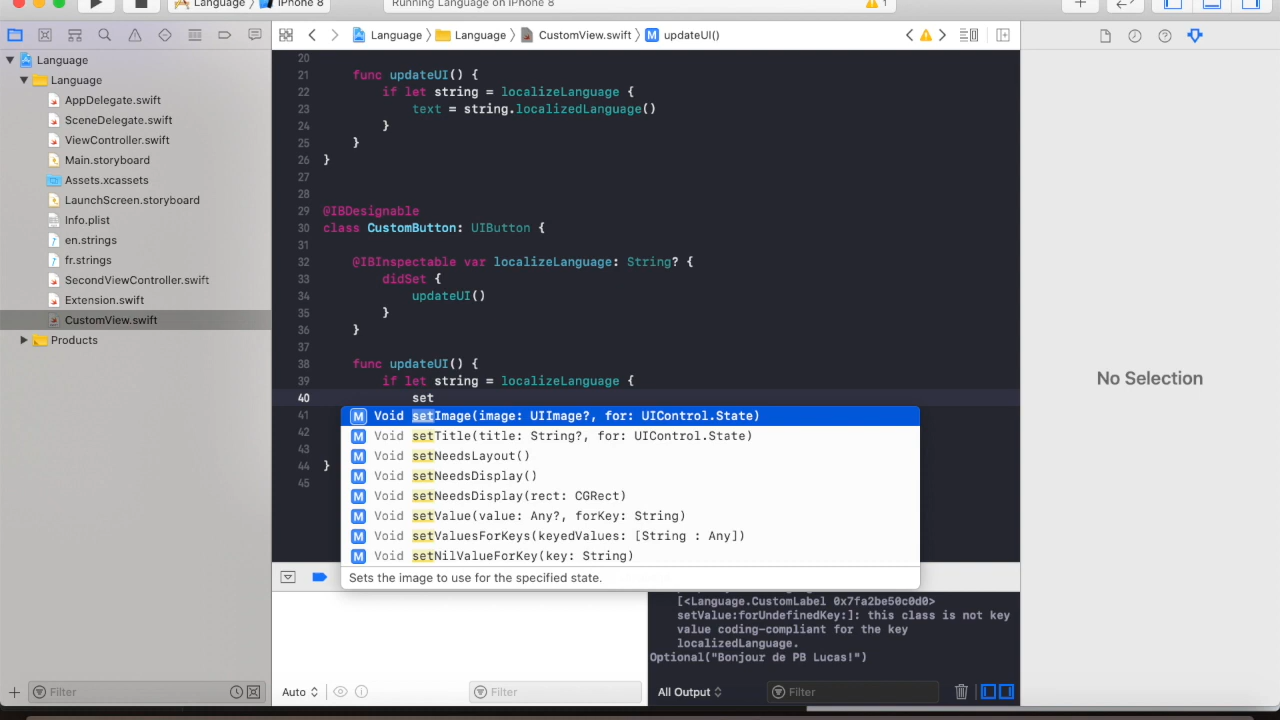 Language
iPhone 8
Running Language on iPhone 8
1
Language
Language
AppDelegate.swift
SceneDelegate.swift
ViewController.swift
Main.storyboard
Assets.xcassets
LaunchScreen.storyboard
Info.plist
en.strings
fr.strings
SecondViewController.swift
Extension.swift
CustomView.swift
Products
Filter
Language
Language
CustomView.swift
M updateUI()
20
21 func updateUI() {
22 if let string = localizeLanguage {
23 text = string.localizedLanguage()
24 }
25 }
26 }
27
28
29 @IBDesignable
30 class CustomButton: UIButton {
31
32 @IBInspectable var localizeLanguage: String? {
33 didSet {
34 updateUI()
35 }
36 }
37
38 func updateUI() {
39 if let string = localizeLanguage {
40 set
41
42
43
44 }
45
M Void setImage(image: UIImage?, for: UIControl.State)
M Void setTitle(title: String?, for: UIControl.State)
M Void setNeedsLayout()
M Void setNeedsDisplay()
M Void setNeedsDisplay(rect: CGRect)
M Void setValue(value: Any?, forKey: String)
M Void setValuesForKeys(keyedValues: [String : Any])
M Void setNilValueForKey(key: String)
Sets the image to use for the specified state.
[<Language.CustomLabel 0x7fa2be50c0d0>
setValue:forUndefinedKey:]: this class is not key
value coding-compliant for the key
localizedLanguage.
Optional("Bonjour de PB Lucas!")
Auto
Filter
All Output
Filter
No Selection